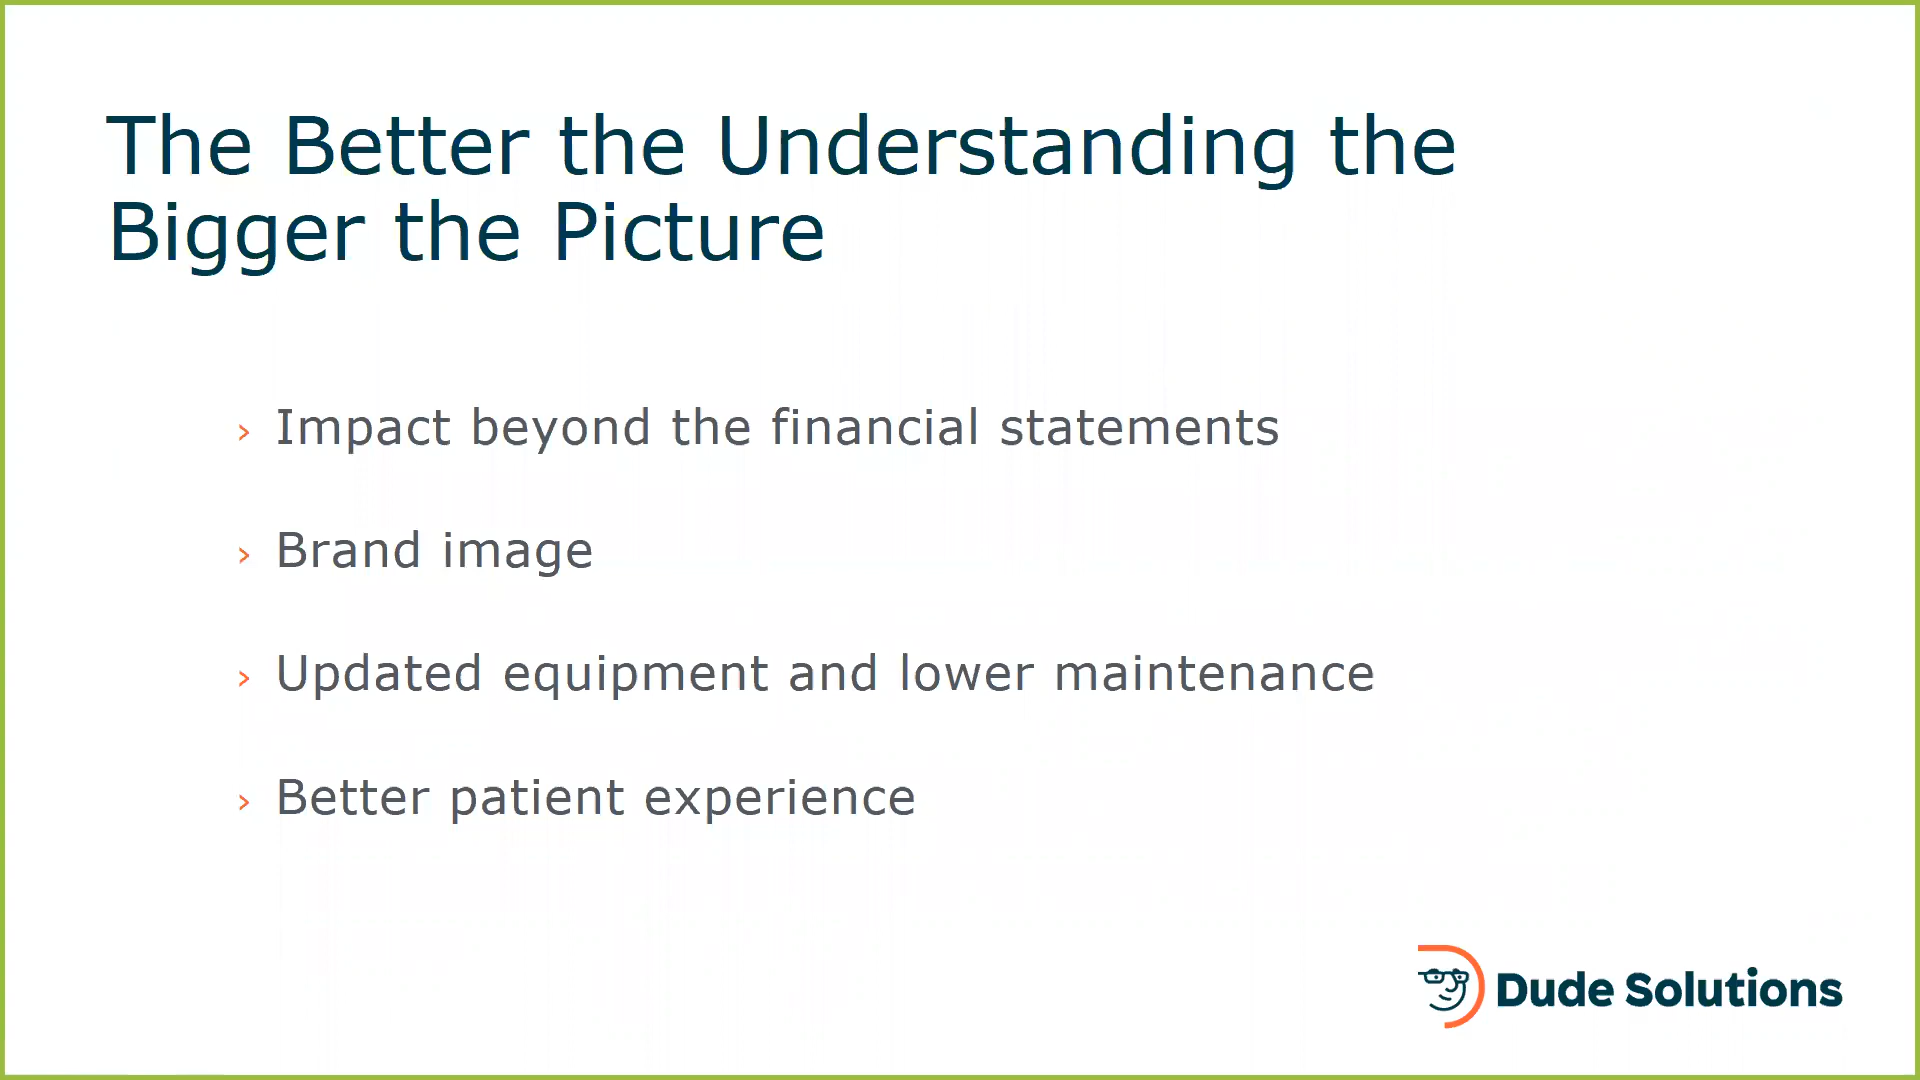 The Better the Understanding the
Bigger the Picture
› Impact beyond the financial statements
› Brand image
› Updated equipment and lower maintenance
› Better patient experience
Dude Solutions